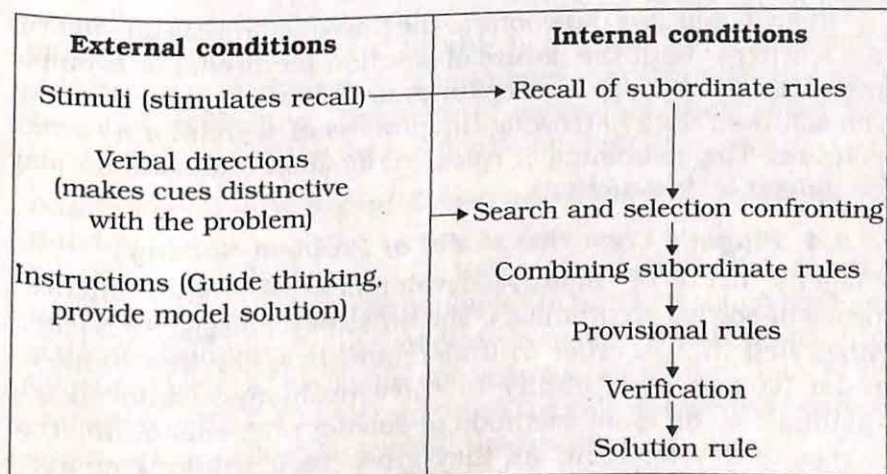 External conditions
Stimuli (stimulates recall)
Verbal directions
(makes cues distinctive
with the problem)
Instructions (Guide thinking,
provide model solution)
Internal conditions
Recall of subordinate rules
Search and selection confronting
Combining subordinate rules
Provisional rules
Verification
Solution rule